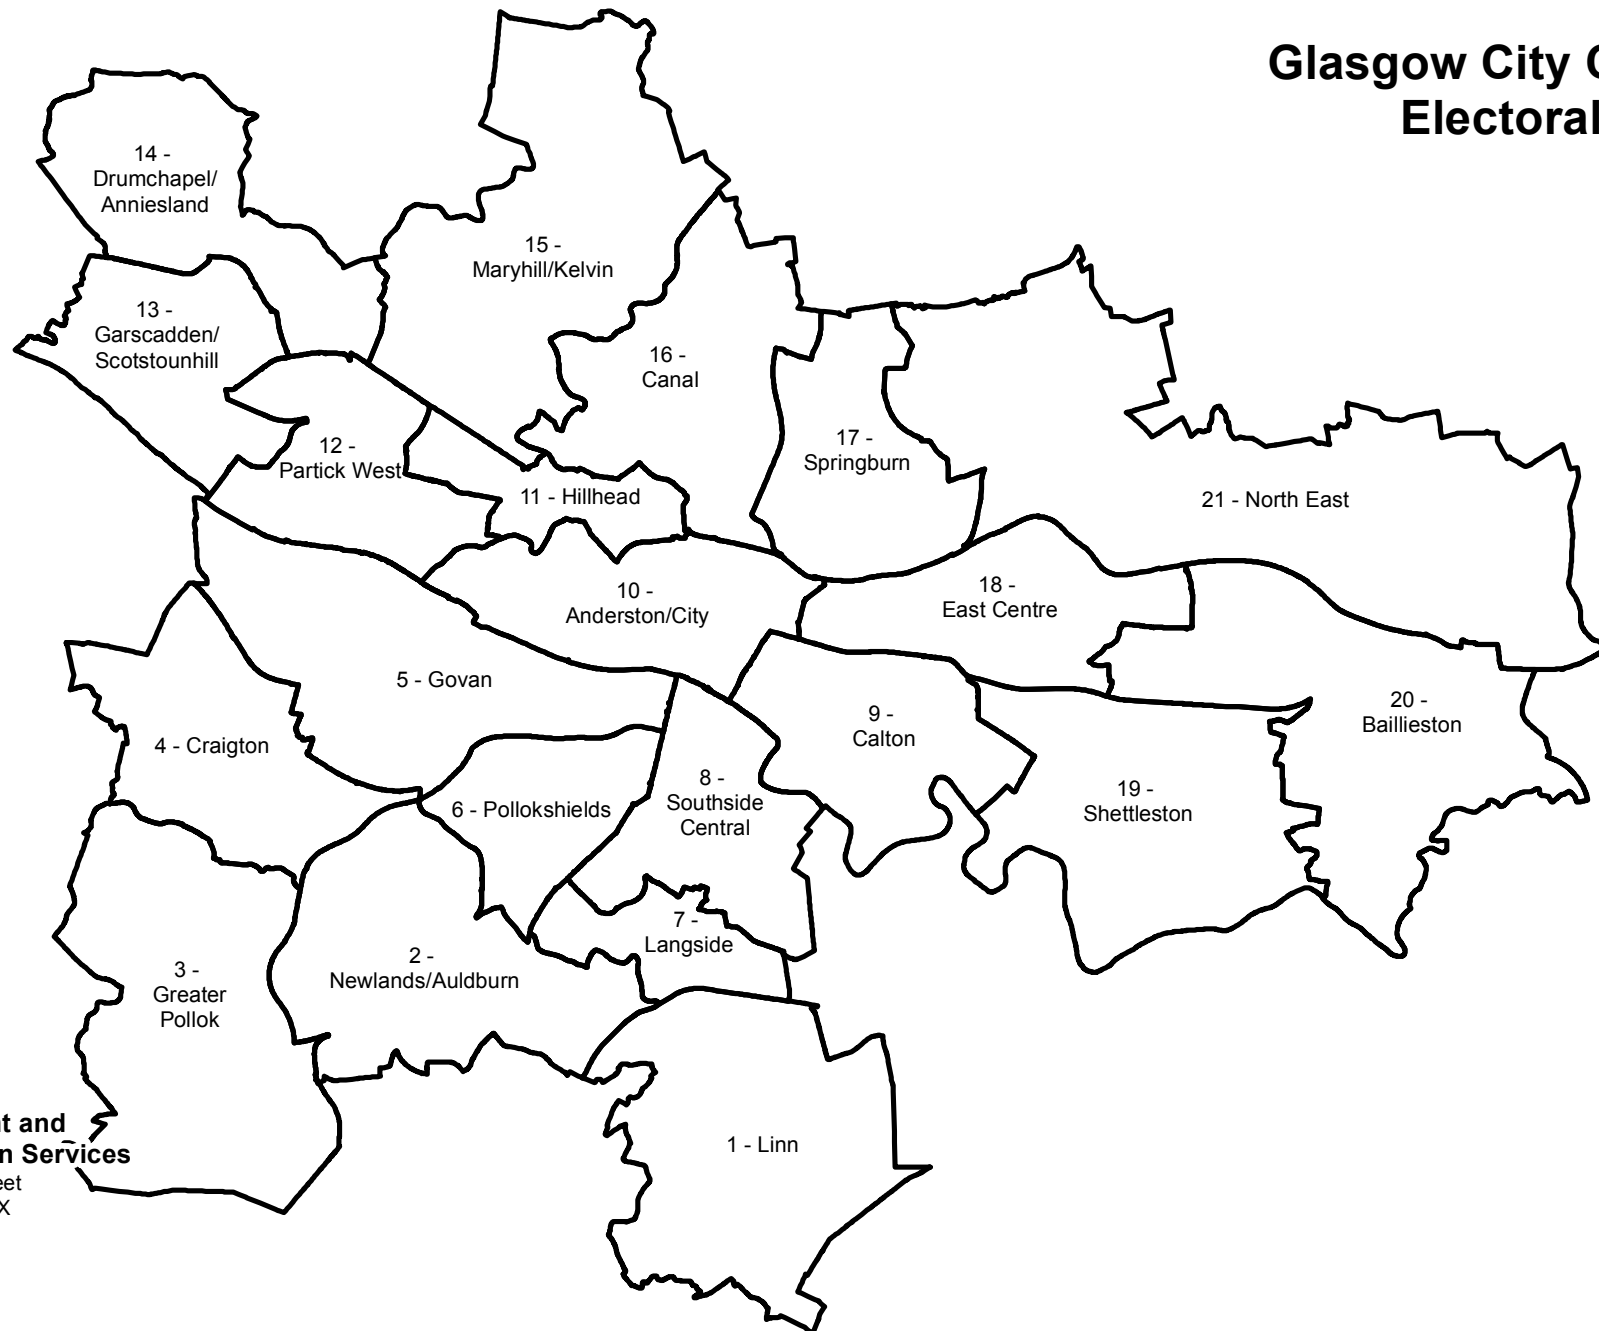 Glasgow City
Electoral
14 -
Drumchapel/
Anniesland
15 -
Maryhill/Kelvin
13 -
Garscadden/
Scotstounhill
16 -
Canal
12 -
Partick West
17 -
Springburn
11 - Hillhead
21 - North East
10 -
Anderston/City
18 -
East Centre
5 - Govan
4 - Craigton
9 -
Calton
20 -
Baillieston
6 - Pollokshields
8 -
Southside
Central
19 -
Shettleston
7 -
Langside
2 -
Newlands/Auldburn
3 -
Greater
Pollok
1 - Linn
and
Services